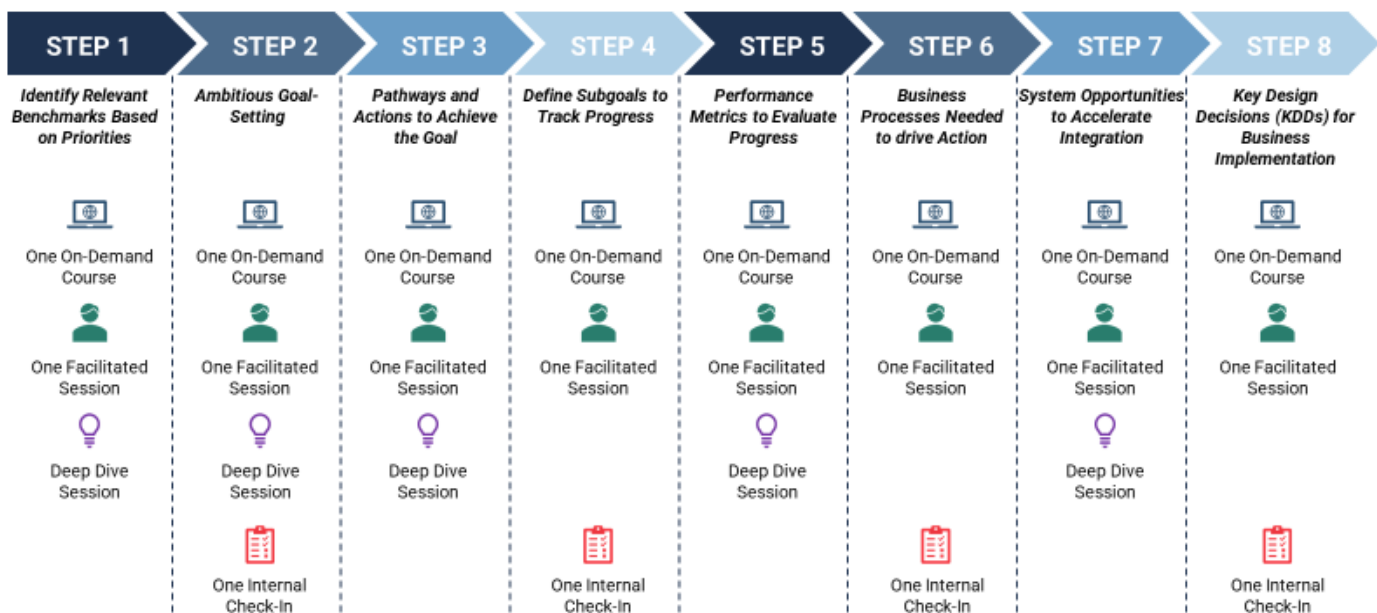 STEP 1
STEP 2
STEP 3
STEP 4
STEP 5
STEP 6
STEP 7
STEP 8
Identify Relevant
Benchmarks Based
on Priorities
Ambitious Goal-
Setting
Pathways and
Actions to Achieve
the Goal
Define Subgoals to
Track Progress
Performance
Metrics to Evaluate
Progress
Business
Processes Needed
to drive Action
System Opportunities
to Accelerate
Integration
Key Design
Decisions (KDDs) for
Business
Implementation
One On-Demand
Course
One On-Demand
Course
One On-Demand
Course
One On-Demand
Course
One On-Demand
Course
One On-Demand
Course
One On-Demand
Course
One On-Demand
Course
One Facilitated
Session
One Facilitated
Session
One Facilitated
Session
One Facilitated
Session
One Facilitated
Session
One Facilitated
Session
One Facilitated
Session
One Facilitated
Session
Deep Dive
Session
Deep Dive
Session
Deep Dive
Session
Deep Dive
Session
Deep Dive
Session
One Internal
Check-In
One Internal
Check-In
One Internal
Check-In
One Internal
Check-In